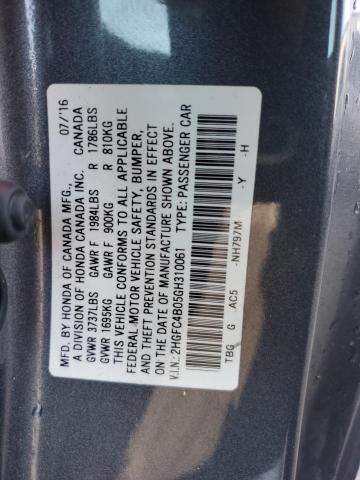 MFD. BY HONDA OF CANADA MFG., 07/16
A DIVISION OF HONDA CANADA INC. CANADA
GVWR 3737LBS GAWR F 1984LBS R 1786LBS
GVWR 1695KG GAWR F 900KG R 810KG
THIS VEHICLE CONFORMS TO ALL APPLICABLE
FEDERAL MOTOR VEHICLE SAFETY, BUMPER,
AND THEFT PREVENTION STANDARDS IN EFFECT
ON THE DATE OF MANUFACTURE SHOWN ABOVE.
V.I.N.: 2HGFC4B05GH310061 TYPE: PASSENGER CAR
TBG G AC5 -NH797M -Y -H